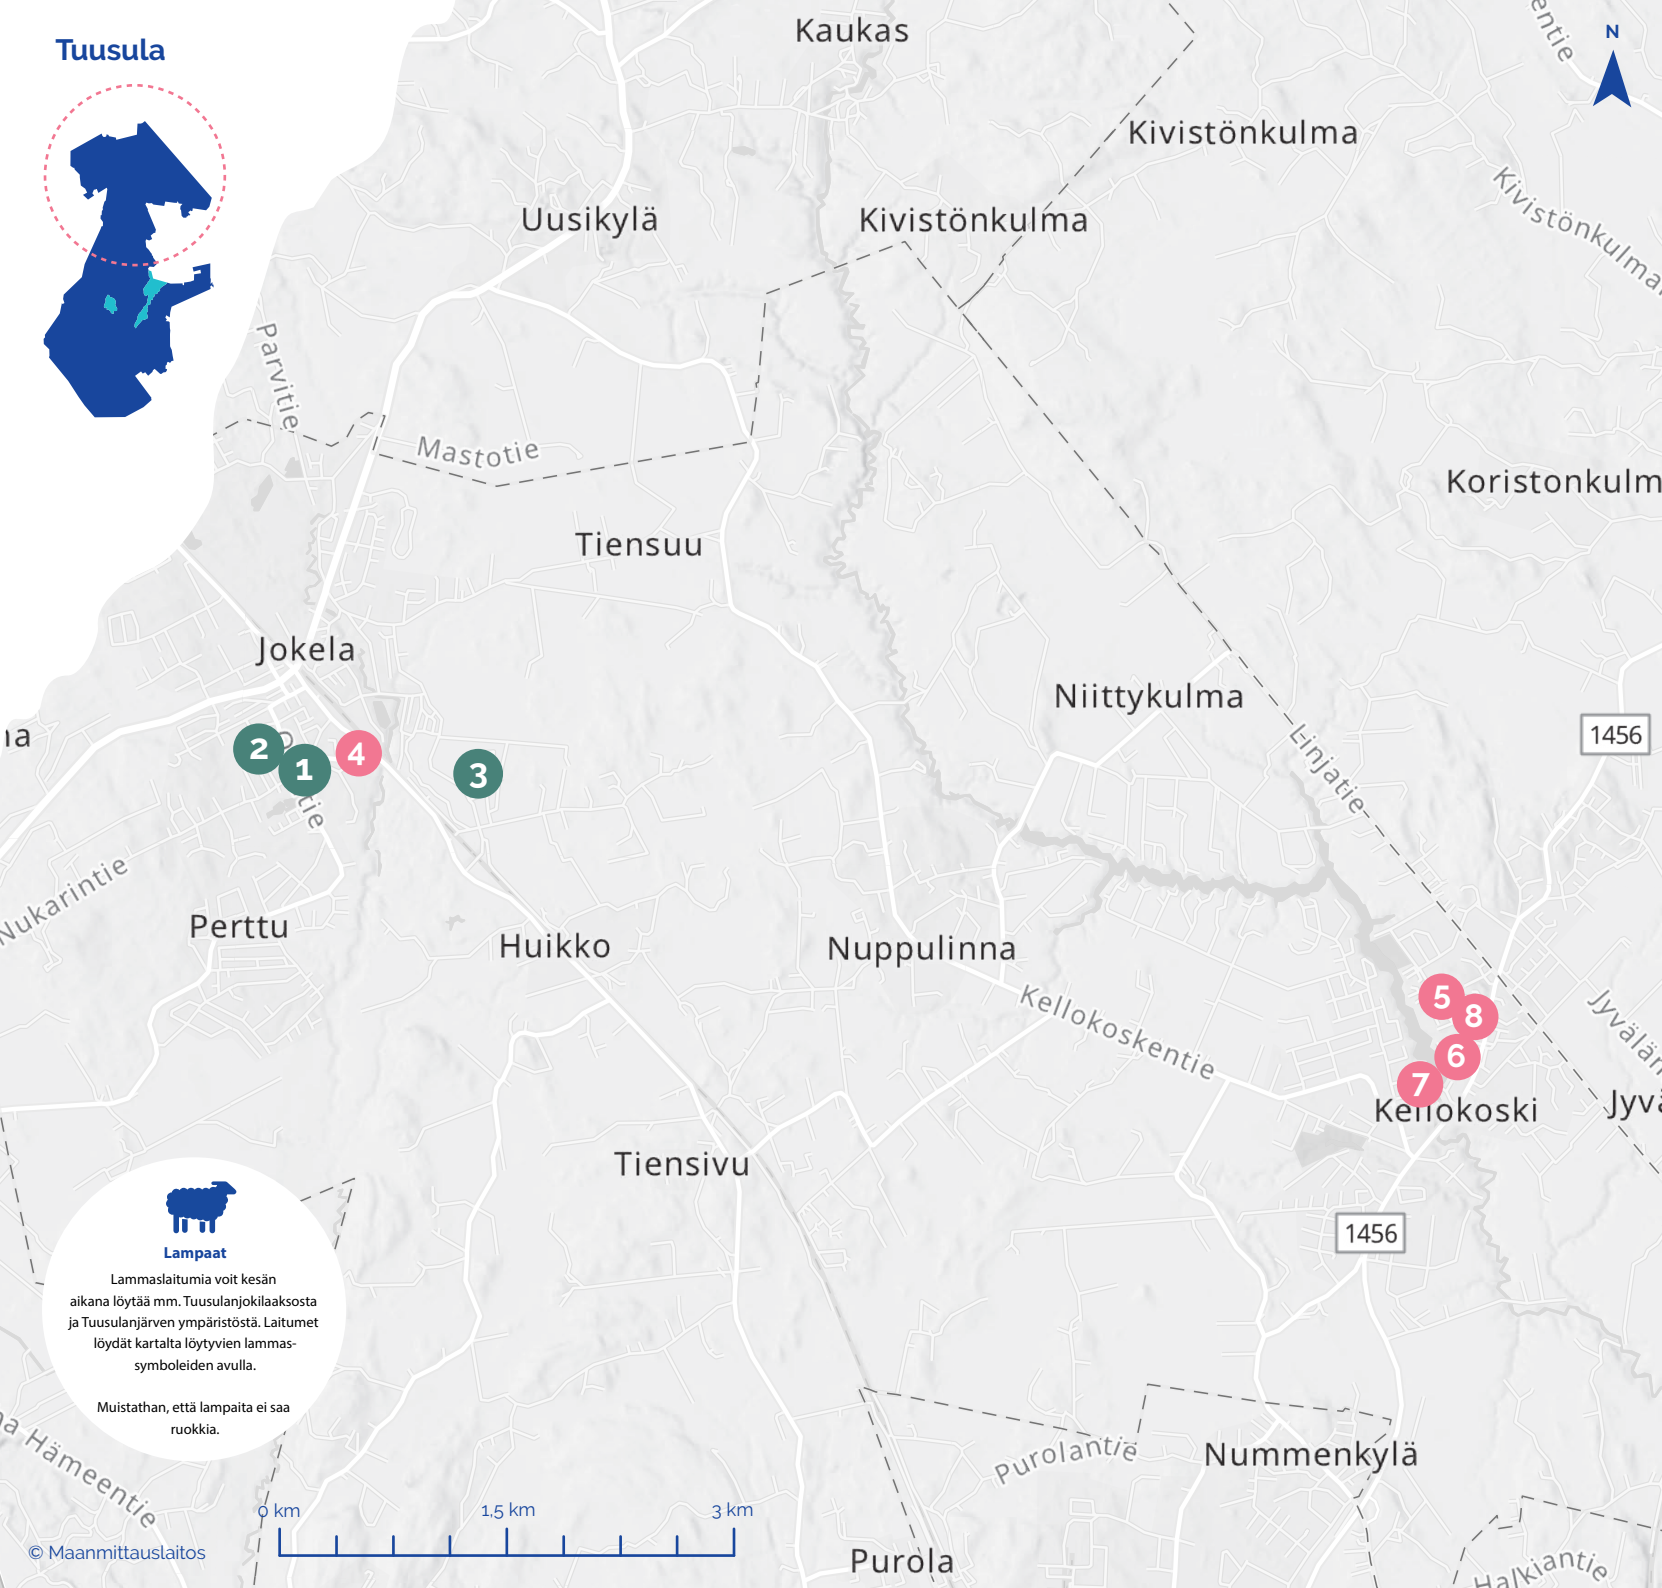 Tuusula
N
Kaukas
entie
Kivistönkulma
Kivistönkulma
Kivistönkulma
Uusikylä
Parvitie
Mastotie
Koristonkulm
Tiensuu
Jokela
Niittykulma
1456
Linjatie
2
1
4
3
tie
Nukarintie
Perttu
Huikko
Nuppulinna
Kellokoskentie
5
8
6
7
Kellokoski
Jyvälän
Jyvä
Tiensivu
1456
Lampaat
Lammaslaitumia voit kesän
aikana löytää mm. Tuusulanjokilaaksosta
ja Tuusulanjärven ympäristöstä. Laitumet
löydät kartalta löytyvien lammas-
symboleiden avulla.
Muistathan, että lampaita ei saa
ruokkia.
Hämeentie
Purolantie
Nummenkylä
0 km
1,5 km
3 km
© Maanmittauslaitos
Purola
Halkiantie